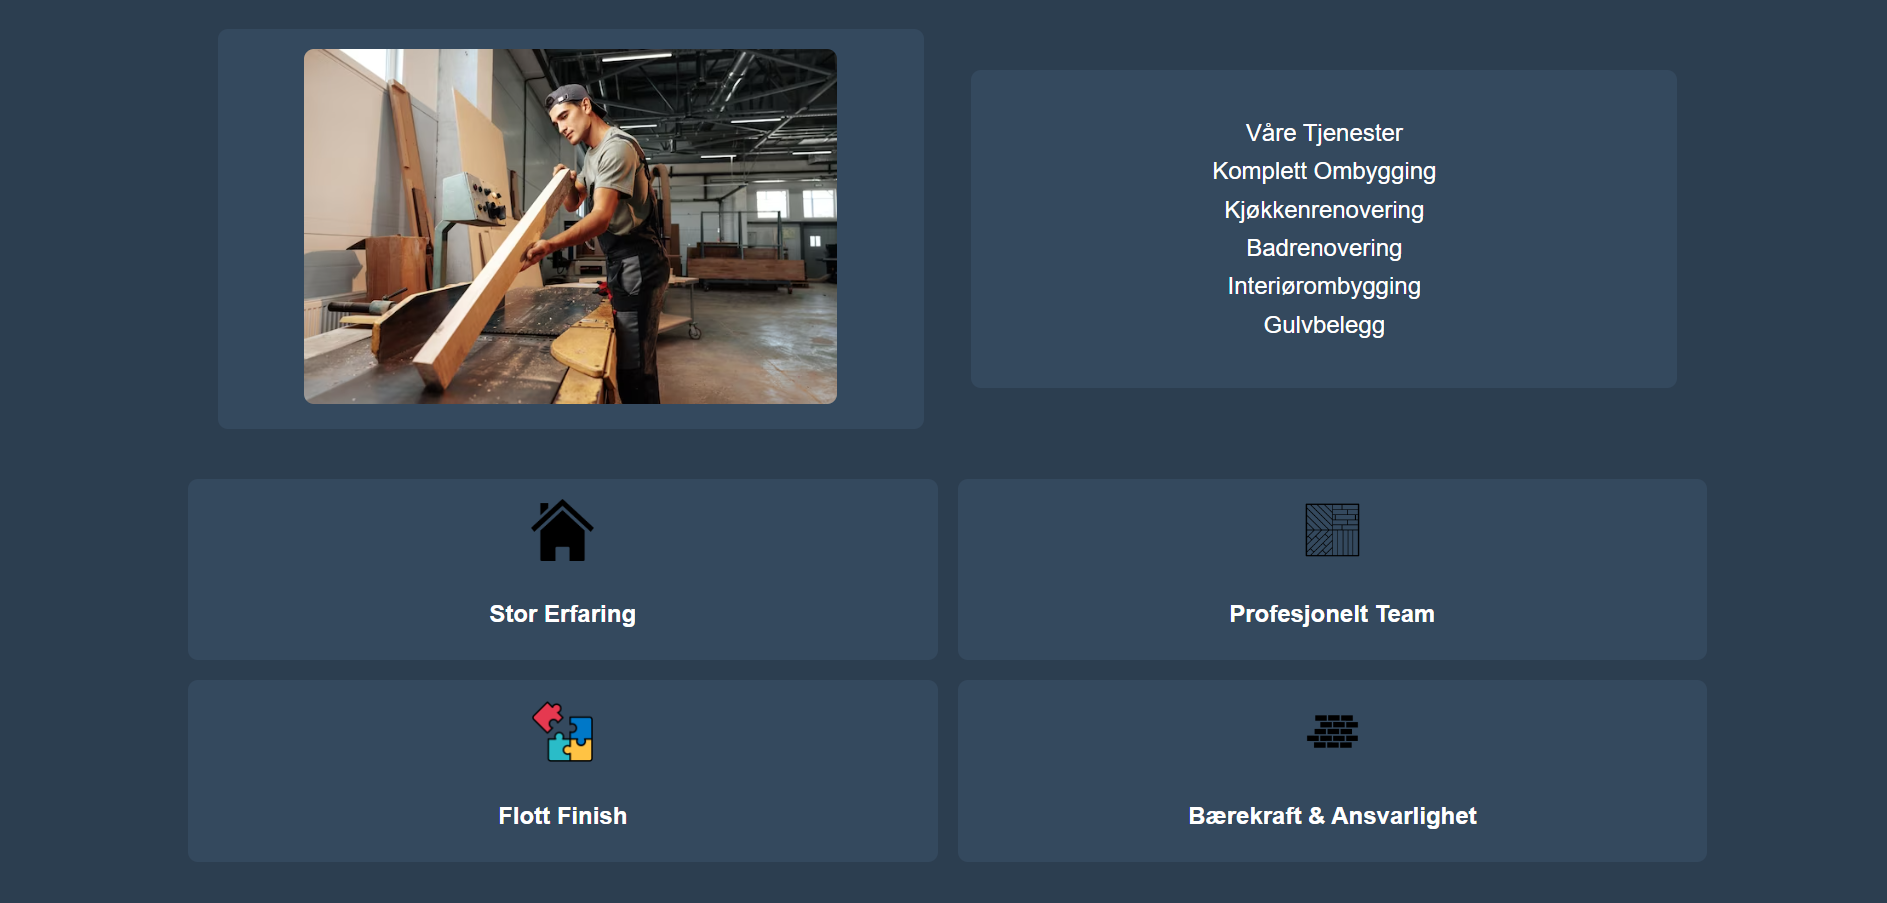 Våre Tjenester
Komplett Ombygging
Kjøkkenrenovering
Badrenovering
Interiørombygging
Gulvbelegg
Stor Erfaring
Profesjonelt Team
Flott Finish
Bærekraft & Ansvarlighet